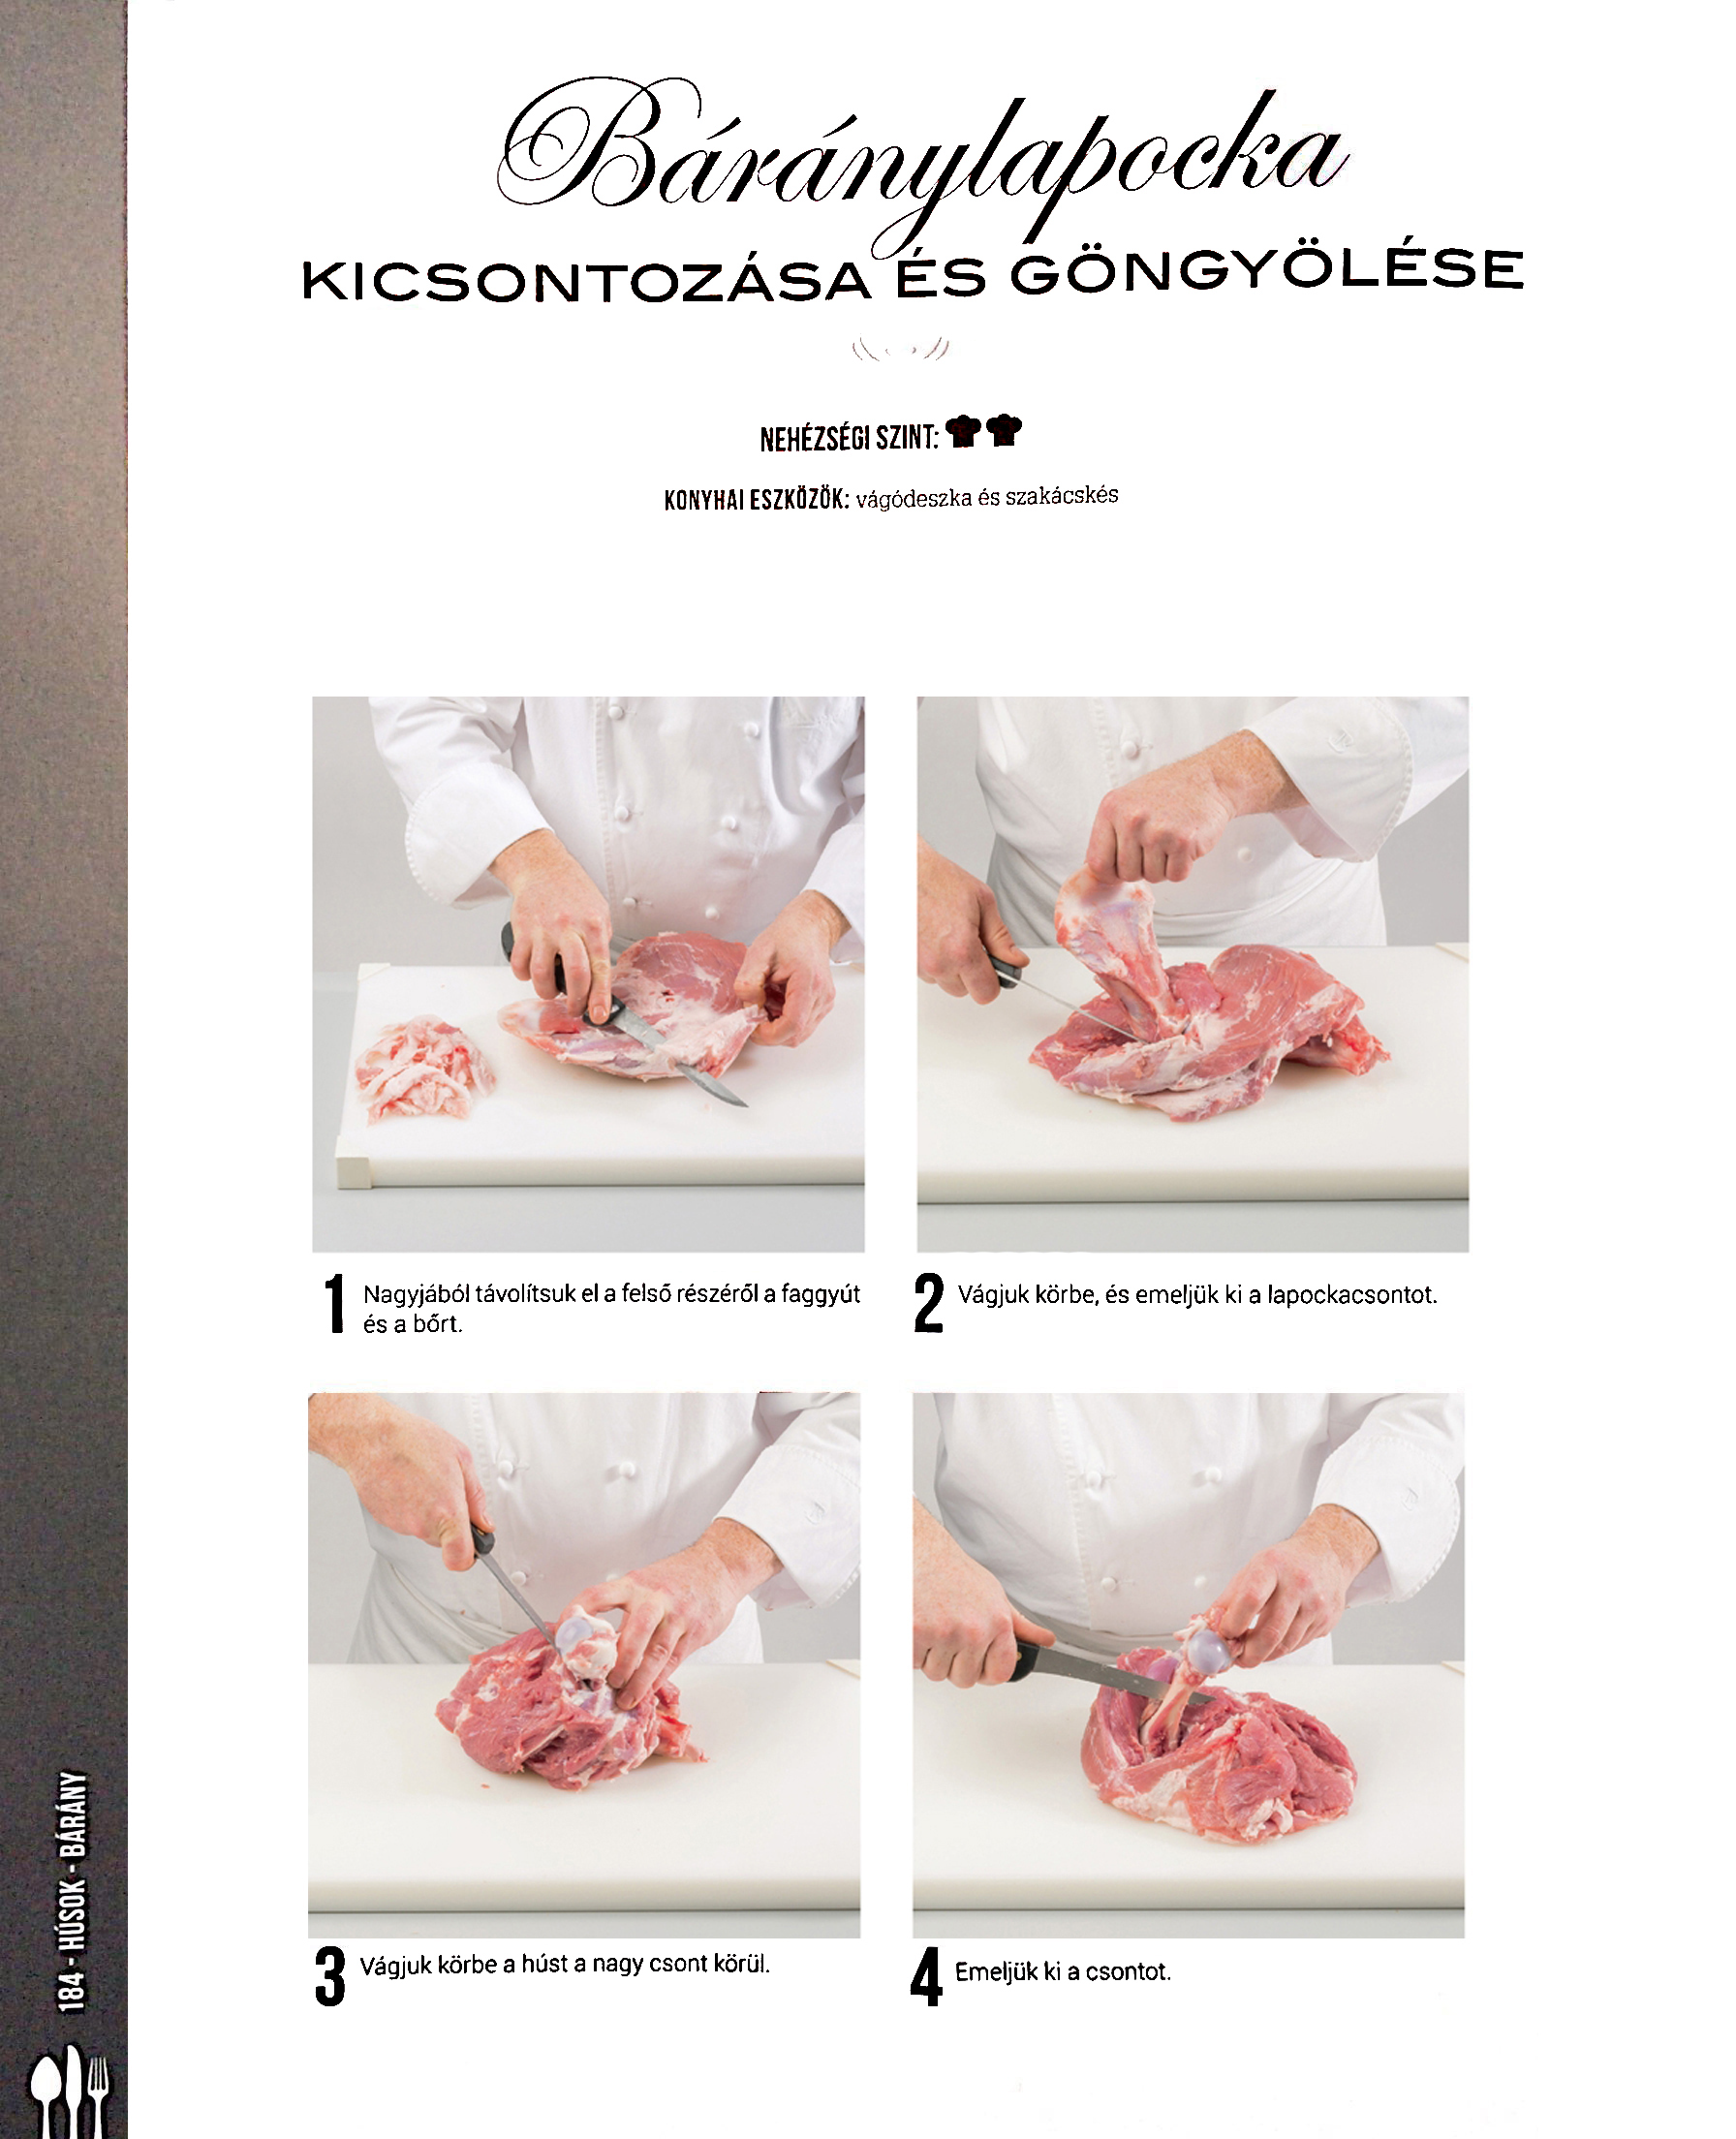 Báránylapocka
KICSONTOZÁSA ÉS GÖNGYÖLÉSE
NEHÉZSÉGI SZINT:
KONYHAI ESZKÖZÖK: vágódeszka és szakácskés
1 Nagyjából távolítsuk el a felső részéről a faggyút
és a bőrt.
2 Vágjuk körbe, és emeljük ki a lapockacsontot.
3 Vágjuk körbe a húst a nagy csont körül.
4 Emeljük ki a csontot.
184 - HÚSOK - BÁRÁNY